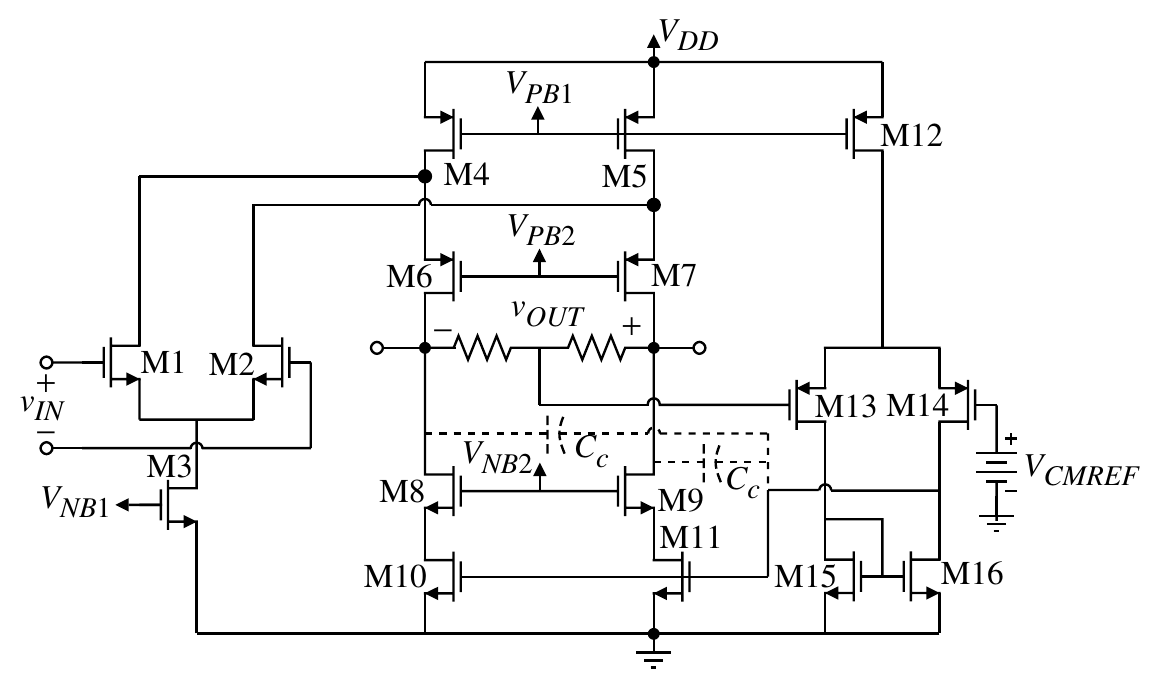 V_DD
V_PB1
M12
M4
M5
V_PB2
M6
M7
v_OUT
− +
M1
M2
+
v_IN
−
M13
M14
C_c
M3
V_NB2
C_c
+
V_CMREF
−
V_NB1
M8
M9
M11
M10
M15
M16